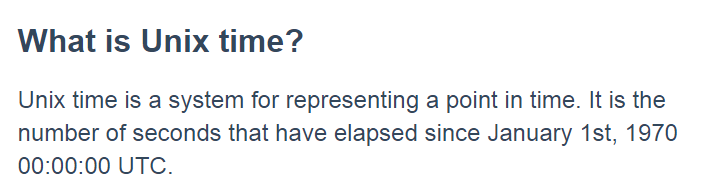 What is Unix time?
Unix time is a system for representing a point in time. It is the
number of seconds that have elapsed since January 1st, 1970
00:00:00 UTC.